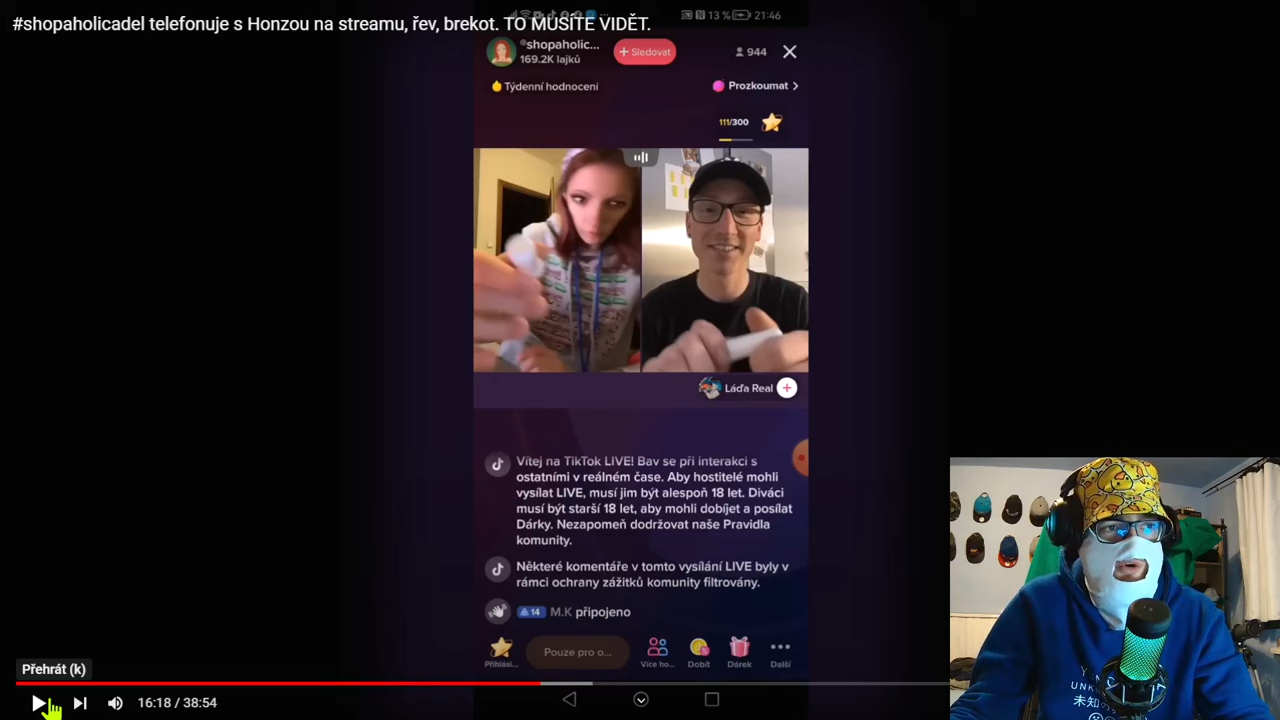 #shopaholicadel telefonuje s Honzou na streamu, řev, brekot. TO MUSÍTE VIDĚT.
13 % 21:46
®shopaholic...
169.2K lajků
+ Sledovat
944
Týdenní hodnocení
Prozkoumat
111/300
Láďa Real
Vítej na TikTok LIVE! Bav se při interakci s
ostatními v reálném čase. Aby hostitelé mohli
vysílat LIVE, musí jim být alespoň 18 let. Diváci
musí být starší 18 let, aby mohli dobíjet a posílat
Dárky. Nezapomeň dodržovat naše Pravidla
komunity.
Některé komentáře v tomto vysílání LIVE byly v
rámci ochrany zážitků komunity filtrovány.
14 M.K připojeno
Pouze pro o...
Přihlási... Více ho... Dobít Dárek Další
Přehrát (k)
16:18 / 38:54
未知の